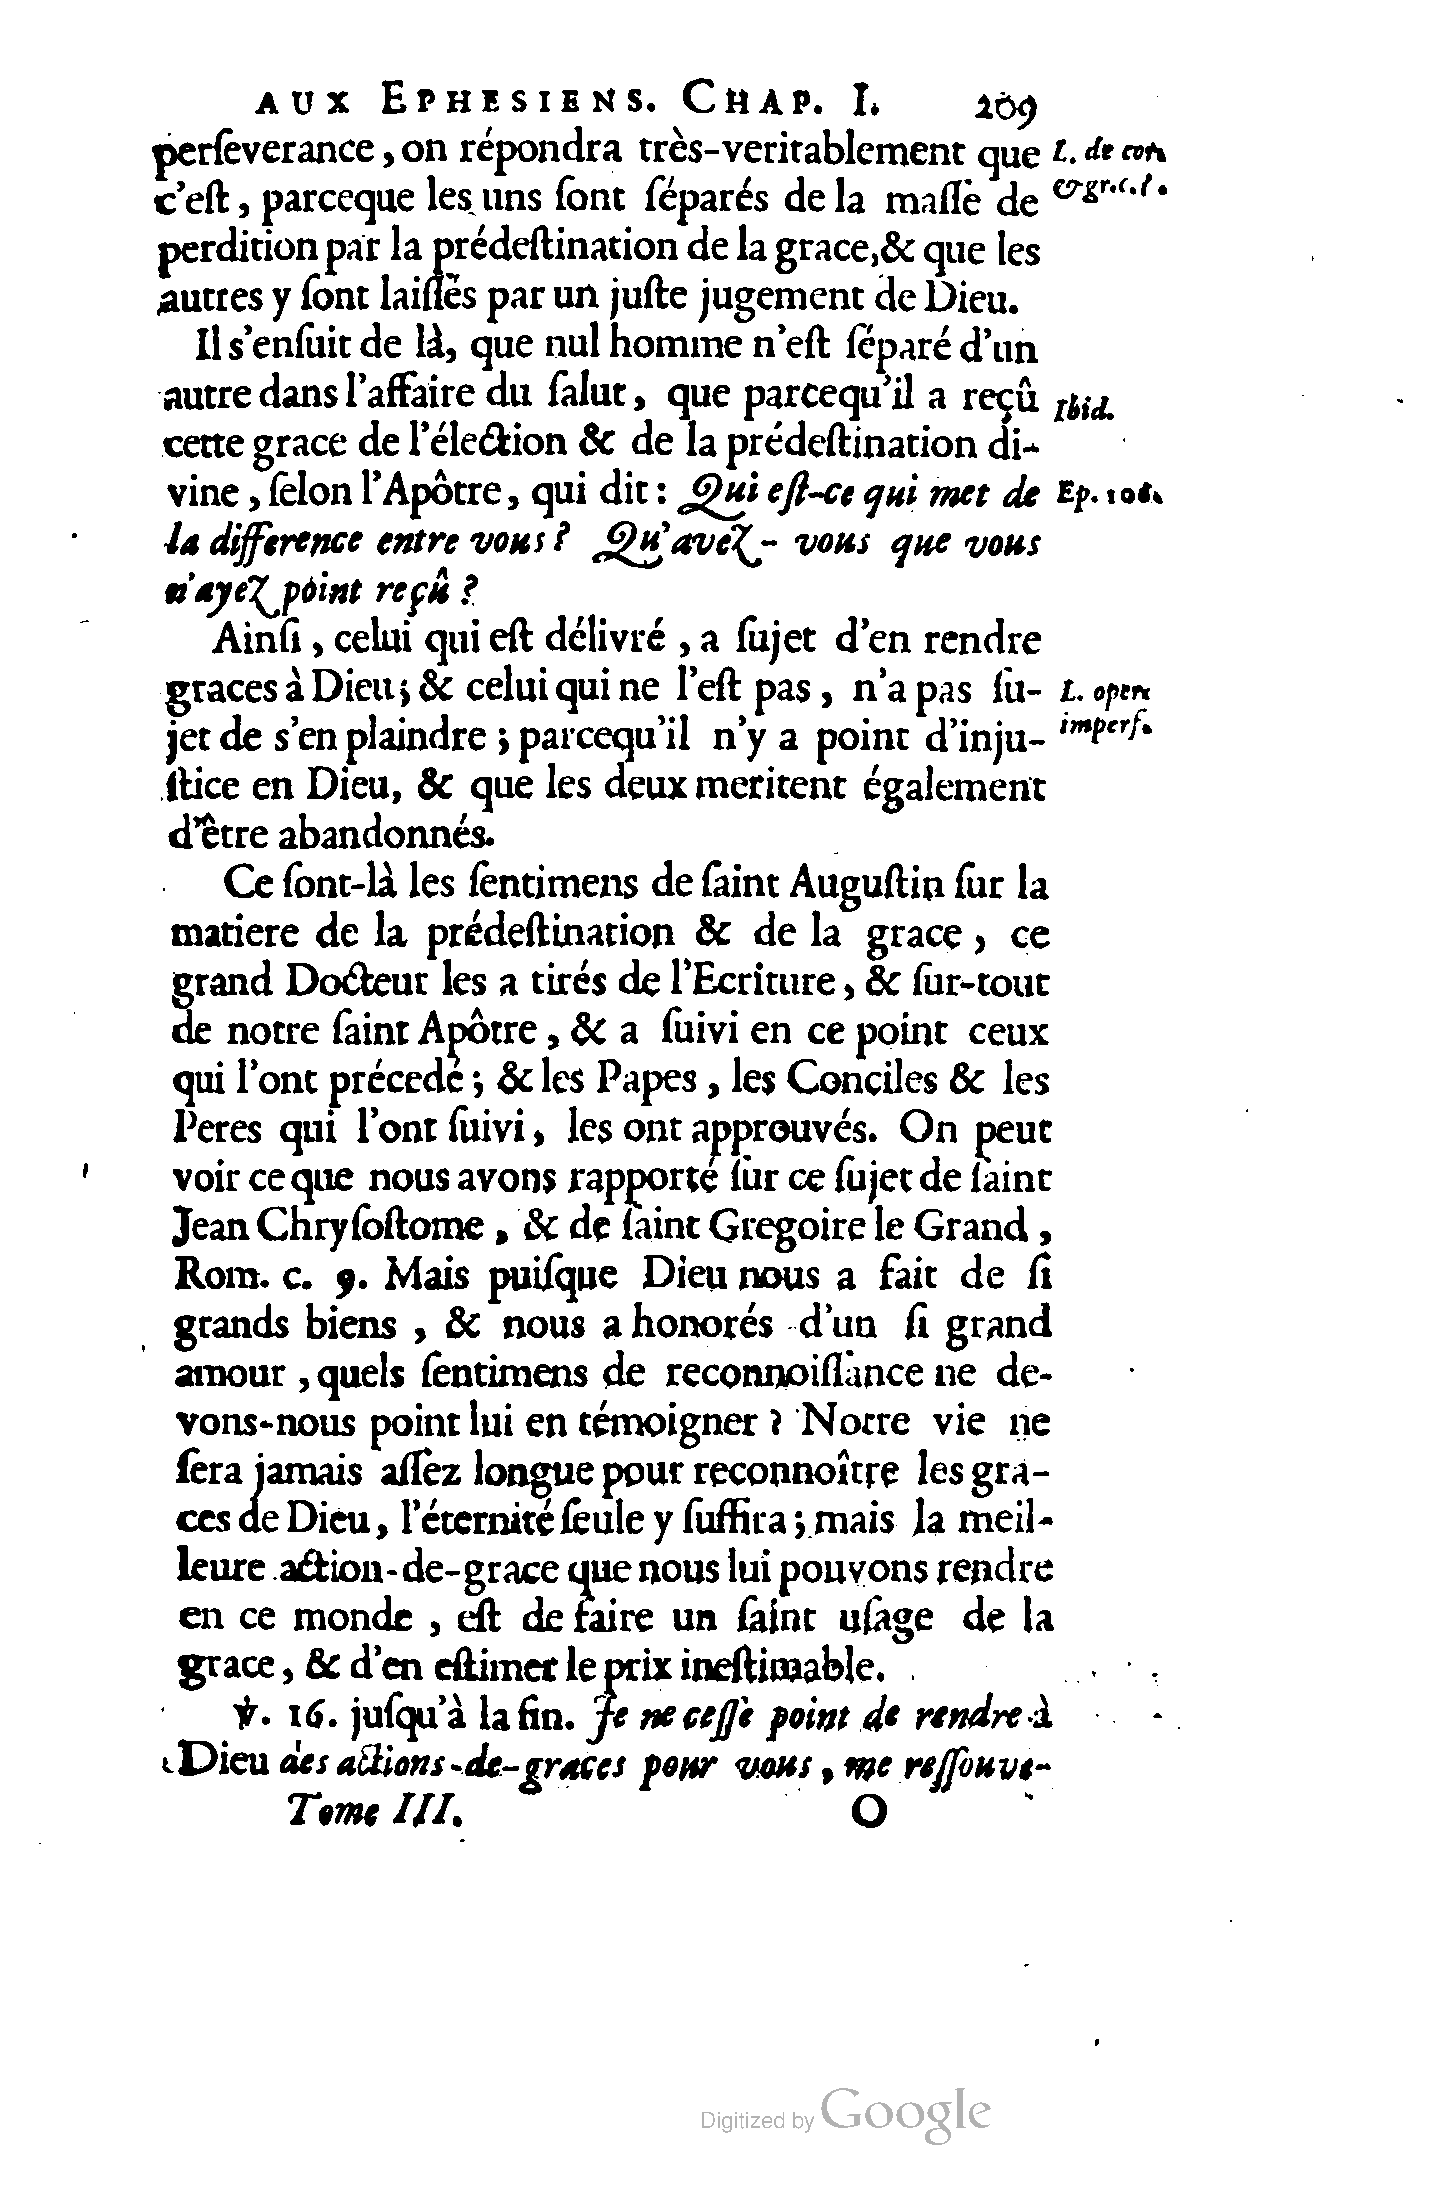 AUX EPHESIENS. CHAP. I. 209
perſeverance, on répondra très-veritablement que
c'eſt, parceque les uns ſont ſéparés de la maſſe de
perdition par la prédeſtination de la grace, & que les
autres y ſont laiſſés par un juſte jugement de Dieu.
Il s'enſuit de là, que nul homme n'eſt ſéparé d'un
autre dans l'affaire du ſalut, que parcequ'il a reçû
cette grace de l'élection & de la prédeſtination di-
vine, ſelon l'Apôtre, qui dit: Qui eſt-ce qui met de
la difference entre vous? Qu'avez-vous que vous
n'ayez point reçû?
Ainſi, celui qui eſt délivré, a ſujet d'en rendre
graces à Dieu; & celui qui ne l'eſt pas, n'a pas ſu-
jet de s'en plaindre; parcequ'il n'y a point d'inju-
ſtice en Dieu, & que les deux meritent également
d'être abandonnés.
Ce ſont-là les ſentimens de ſaint Auguſtin ſur la
matiere de la prédeſtination & de la grace, ce
grand Docteur les a tirés de l'Ecriture, & ſur-tout
de notre ſaint Apôtre, & a ſuivi en ce point ceux
qui l'ont précedé; & les Papes, les Conciles & les
Peres qui l'ont ſuivi, les ont approuvés. On peut
voir ce que nous avons rapporté ſur ce ſujet de ſaint
Jean Chryſoſtome, & de ſaint Gregoire le Grand,
Rom. c. 9. Mais puiſque Dieu nous a fait de ſi
grands biens, & nous a honorés d'un ſi grand
amour, quels ſentimens de reconnoiſſance ne de-
vons-nous point lui en témoigner? Notre vie ne
ſera jamais aſſez longue pour reconnoître les gra-
ces de Dieu, l'éternité ſeule y ſuffira; mais la meil-
leure action-de-grace que nous lui pouvons rendre
en ce monde, eſt de faire un ſaint uſage de la
grace, & d'en eſtimer le prix ineſtimable.
℣. 16. juſqu'à la fin. Je ne ceſſe point de rendre à
Dieu des actions-de-graces pour vous, me reſſouve-
Tome III. O
L. de cor.
& gr. c.
Ibid.
Ep.
L. oper.
imperf.
Digitized by Google